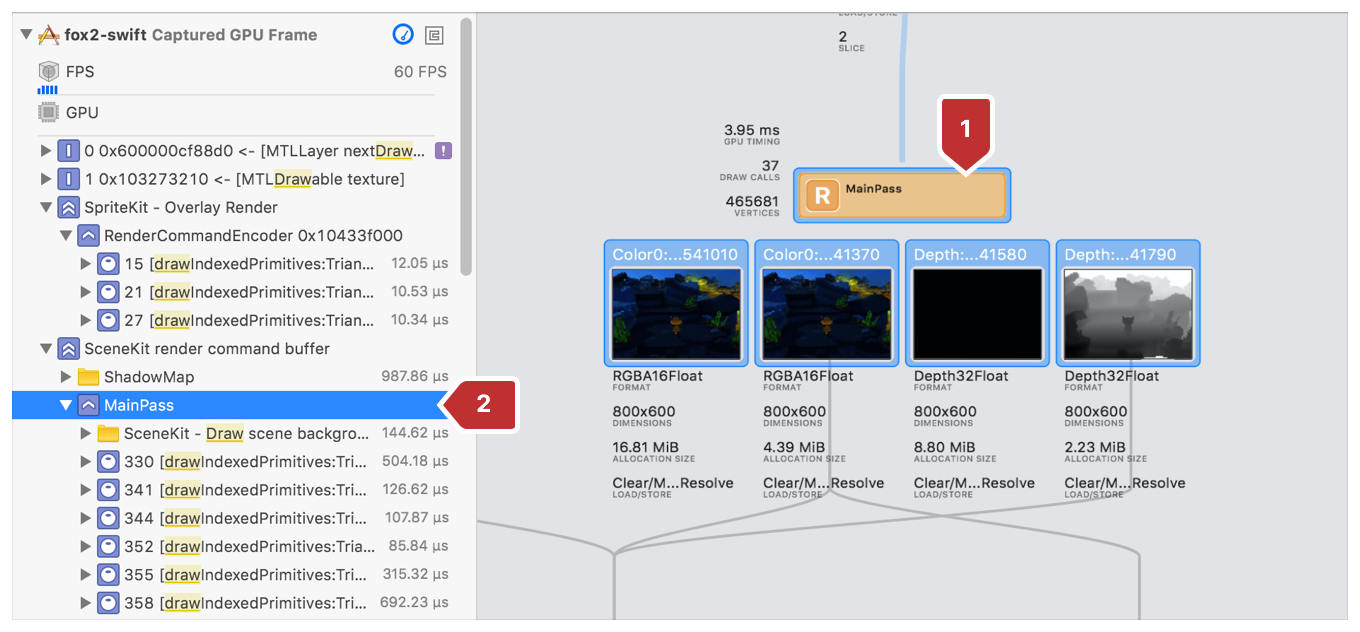 fox2-swift Captured GPU Frame
FPS
60 FPS
GPU
0 0x600000cf88d0 <- [MTLLayer nextDraw...
1 0x103273210 <- [MTLDrawable texture]
SpriteKit - Overlay Render
RenderCommandEncoder 0x10433f000
15 [drawIndexedPrimitives:Trian... 12.05 µs
21 [drawIndexedPrimitives:Trian... 10.53 µs
27 [drawIndexedPrimitives:Trian... 10.34 µs
SceneKit render command buffer
ShadowMap 987.86 µs
MainPass
2
SceneKit - Draw scene backgro... 144.62 µs
330 [drawIndexedPrimitives:Tri... 504.18 µs
341 [drawIndexedPrimitives:Tri... 126.62 µs
344 [drawIndexedPrimitives:Tri... 107.87 µs
352 [drawIndexedPrimitives:Tria... 85.84 µs
355 [drawIndexedPrimitives:Tri... 315.32 µs
358 [drawIndexedPrimitives:Tri... 692.23 µs
LOAD/STORE
2
SLICE
3.95 ms
GPU TIMING
37
DRAW CALLS
465681
VERTICES
1
R MainPass
Color0:...541010
RGBA16Float
FORMAT
800x600
DIMENSIONS
16.81 MiB
ALLOCATION SIZE
Clear/M...Resolve
LOAD/STORE
Color0:...41370
RGBA16Float
FORMAT
800x600
DIMENSIONS
4.39 MiB
ALLOCATION SIZE
Clear/M...Resolve
LOAD/STORE
Depth:...41580
Depth32Float
FORMAT
800x600
DIMENSIONS
8.80 MiB
ALLOCATION SIZE
Clear/M...Resolve
LOAD/STORE
Depth:...41790
Depth32Float
FORMAT
800x600
DIMENSIONS
2.23 MiB
ALLOCATION SIZE
Clear/M...Resolve
LOAD/STORE